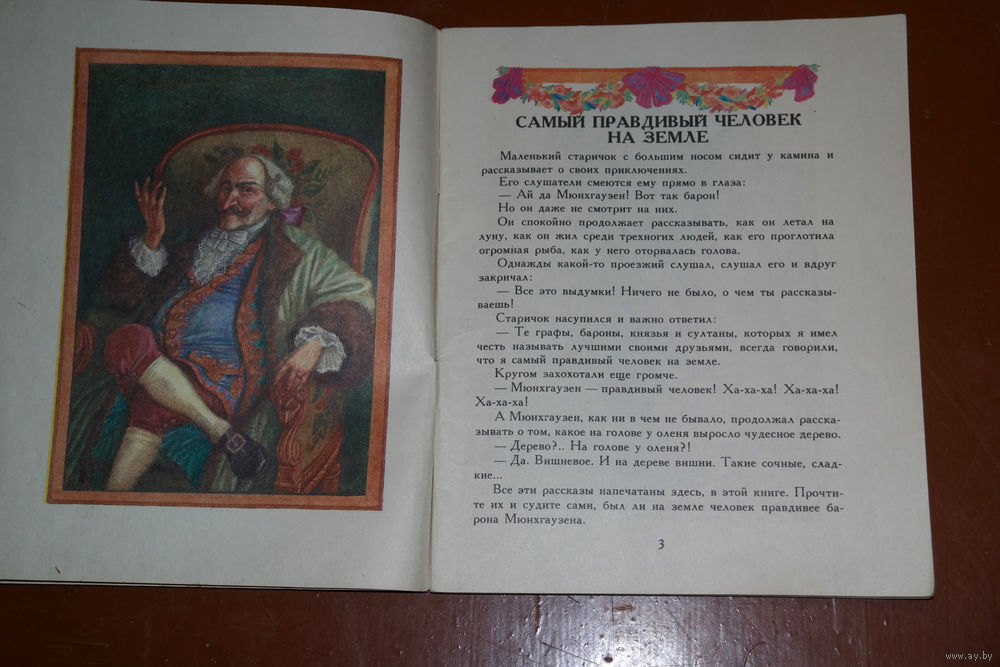 САМЫЙ ПРАВДИВЫЙ ЧЕЛОВЕК
НА ЗЕМЛЕ
Маленький старичок с большим носом сидит у камина и
рассказывает о своих приключениях.
Его слушатели смеются ему прямо в глаза:
— Ай да Мюнхгаузен! Вот так барон!
Но он даже не смотрит на них.
Он спокойно продолжает рассказывать, как он летал на
луну, как он жил среди трехногих людей, как его проглотила
огромная рыба, как у него оторвалась голова.
Однажды какой-то проезжий слушал, слушал его и вдруг
закричал:
— Все это выдумки! Ничего не было, о чем ты рассказы-
ваешь!
Старичок насупился и важно ответил:
— Те графы, бароны, князья и султаны, которых я имел
честь называть лучшими своими друзьями, всегда говорили,
что я самый правдивый человек на земле.
Кругом захохотали еще громче.
— Мюнхгаузен — правдивый человек! Ха-ха-ха! Ха-ха-ха!
Ха-ха-ха!
А Мюнхгаузен, как ни в чем не бывало, продолжал расска-
зывать о том, какое на голове у оленя выросло чудесное дерево.
— Дерево?.. На голове у оленя?!
— Да. Вишневое. И на дереве вишни. Такие сочные, слад-
кие...
Все эти рассказы напечатаны здесь, в этой книге. Прочти-
те их и судите сами, был ли на земле человек правдивее ба-
рона Мюнхгаузена.
3
www.ay.by